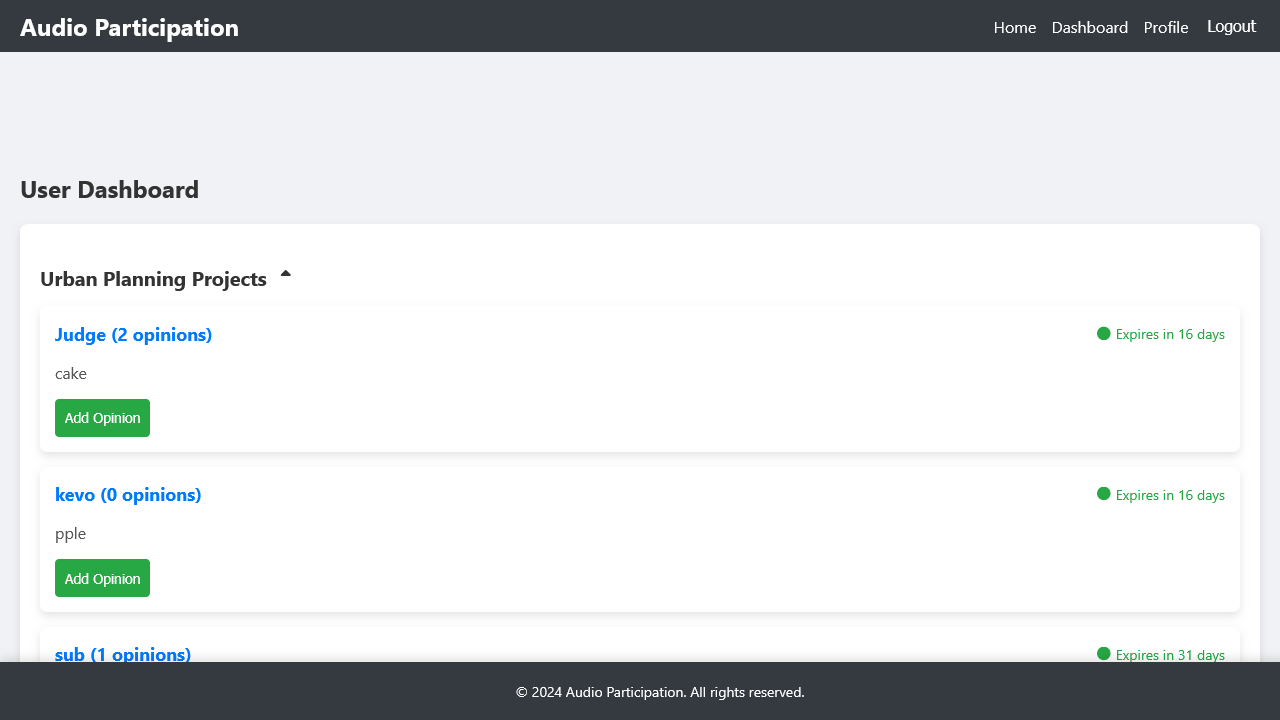 Audio Participation
Home Dashboard Profile Logout
User Dashboard
Urban Planning Projects
Judge (2 opinions)
Expires in 16 days
cake
Add Opinion
kevo (0 opinions)
Expires in 16 days
pple
Add Opinion
sub (1 opinions)
Expires in 31 days
© 2024 Audio Participation. All rights reserved.